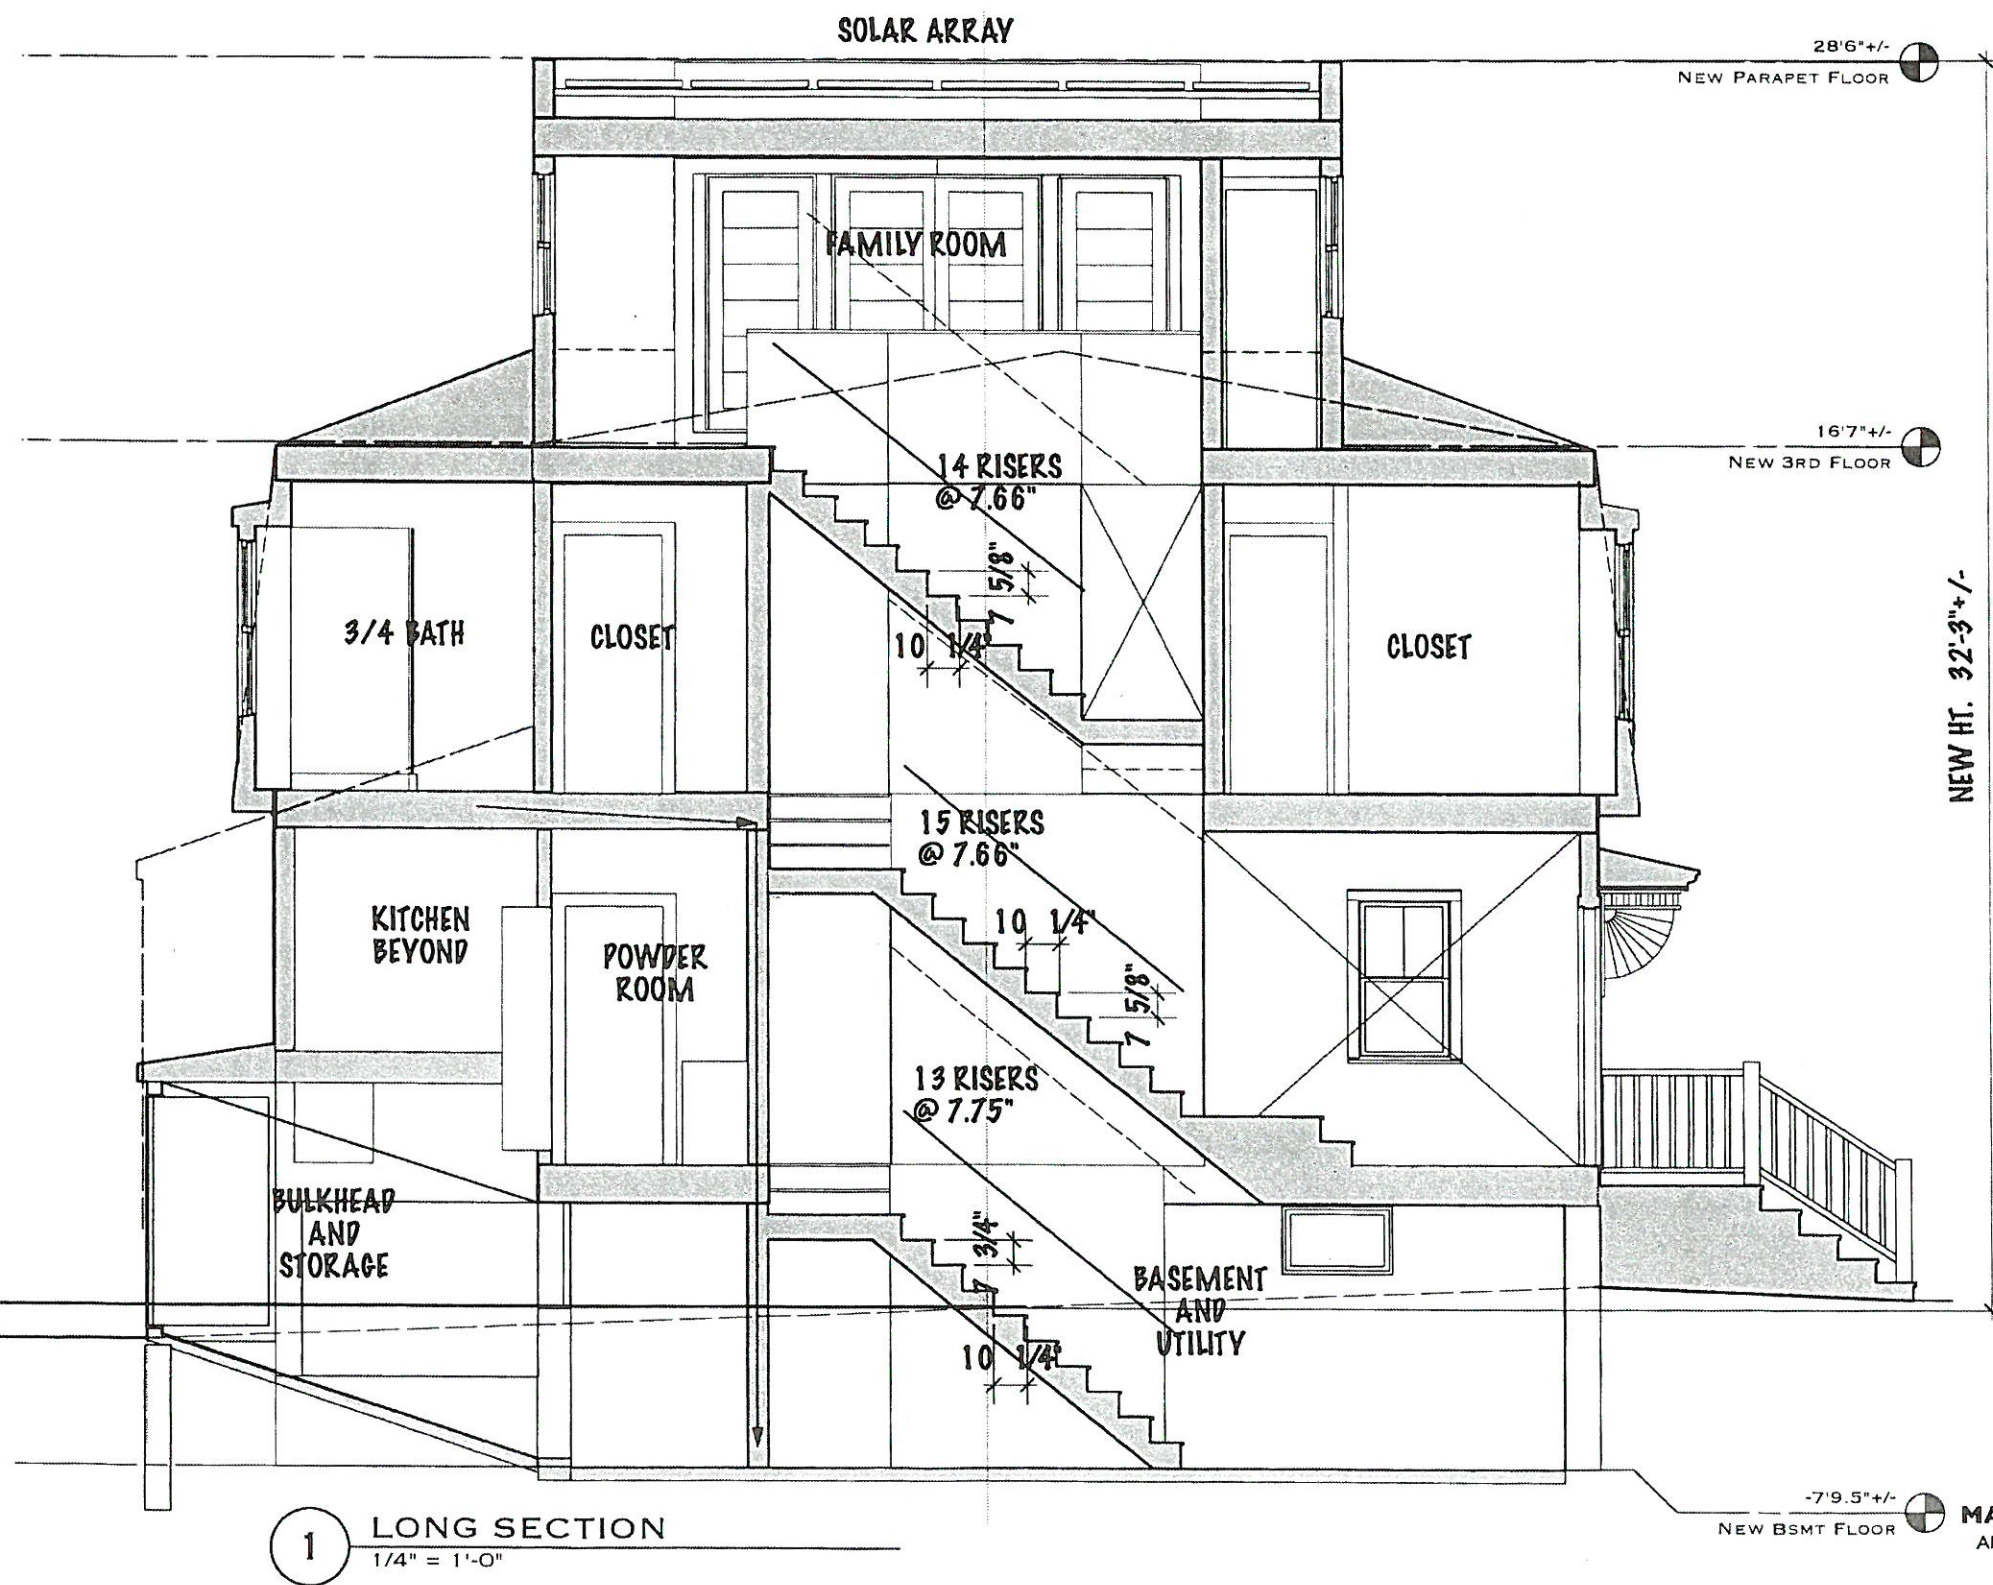 SOLAR ARRAY
28'6"+/-
NEW PARAPET FLOOR
FAMILY ROOM
16'7"+/-
NEW 3RD FLOOR
14 RISERS
@ 7.66"
7 5/8"
10 1/4"
3/4 BATH
CLOSET
CLOSET
NEW HT. 32'-3"+/-
15 RISERS
@ 7.66"
10 1/4"
7 5/8"
KITCHEN
BEYOND
POWDER
ROOM
13 RISERS
@ 7.75"
7 3/4"
10 1/4"
BULKHEAD
AND
STORAGE
BASEMENT
AND
UTILITY
-7'9.5"+/-
NEW BSMT FLOOR
1
LONG SECTION
1/4" = 1'-0"
MA